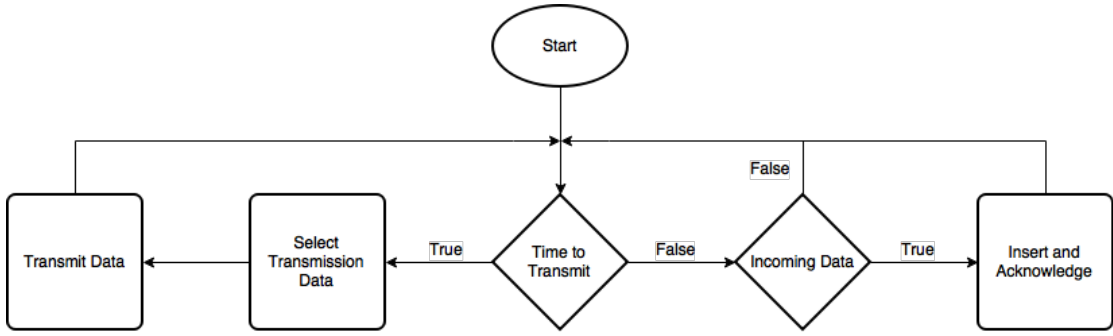 Start
False
True
False
True
Transmit Data
Select
Transmission
Data
Time to
Transmit
Incoming Data
Insert and
Acknowledge